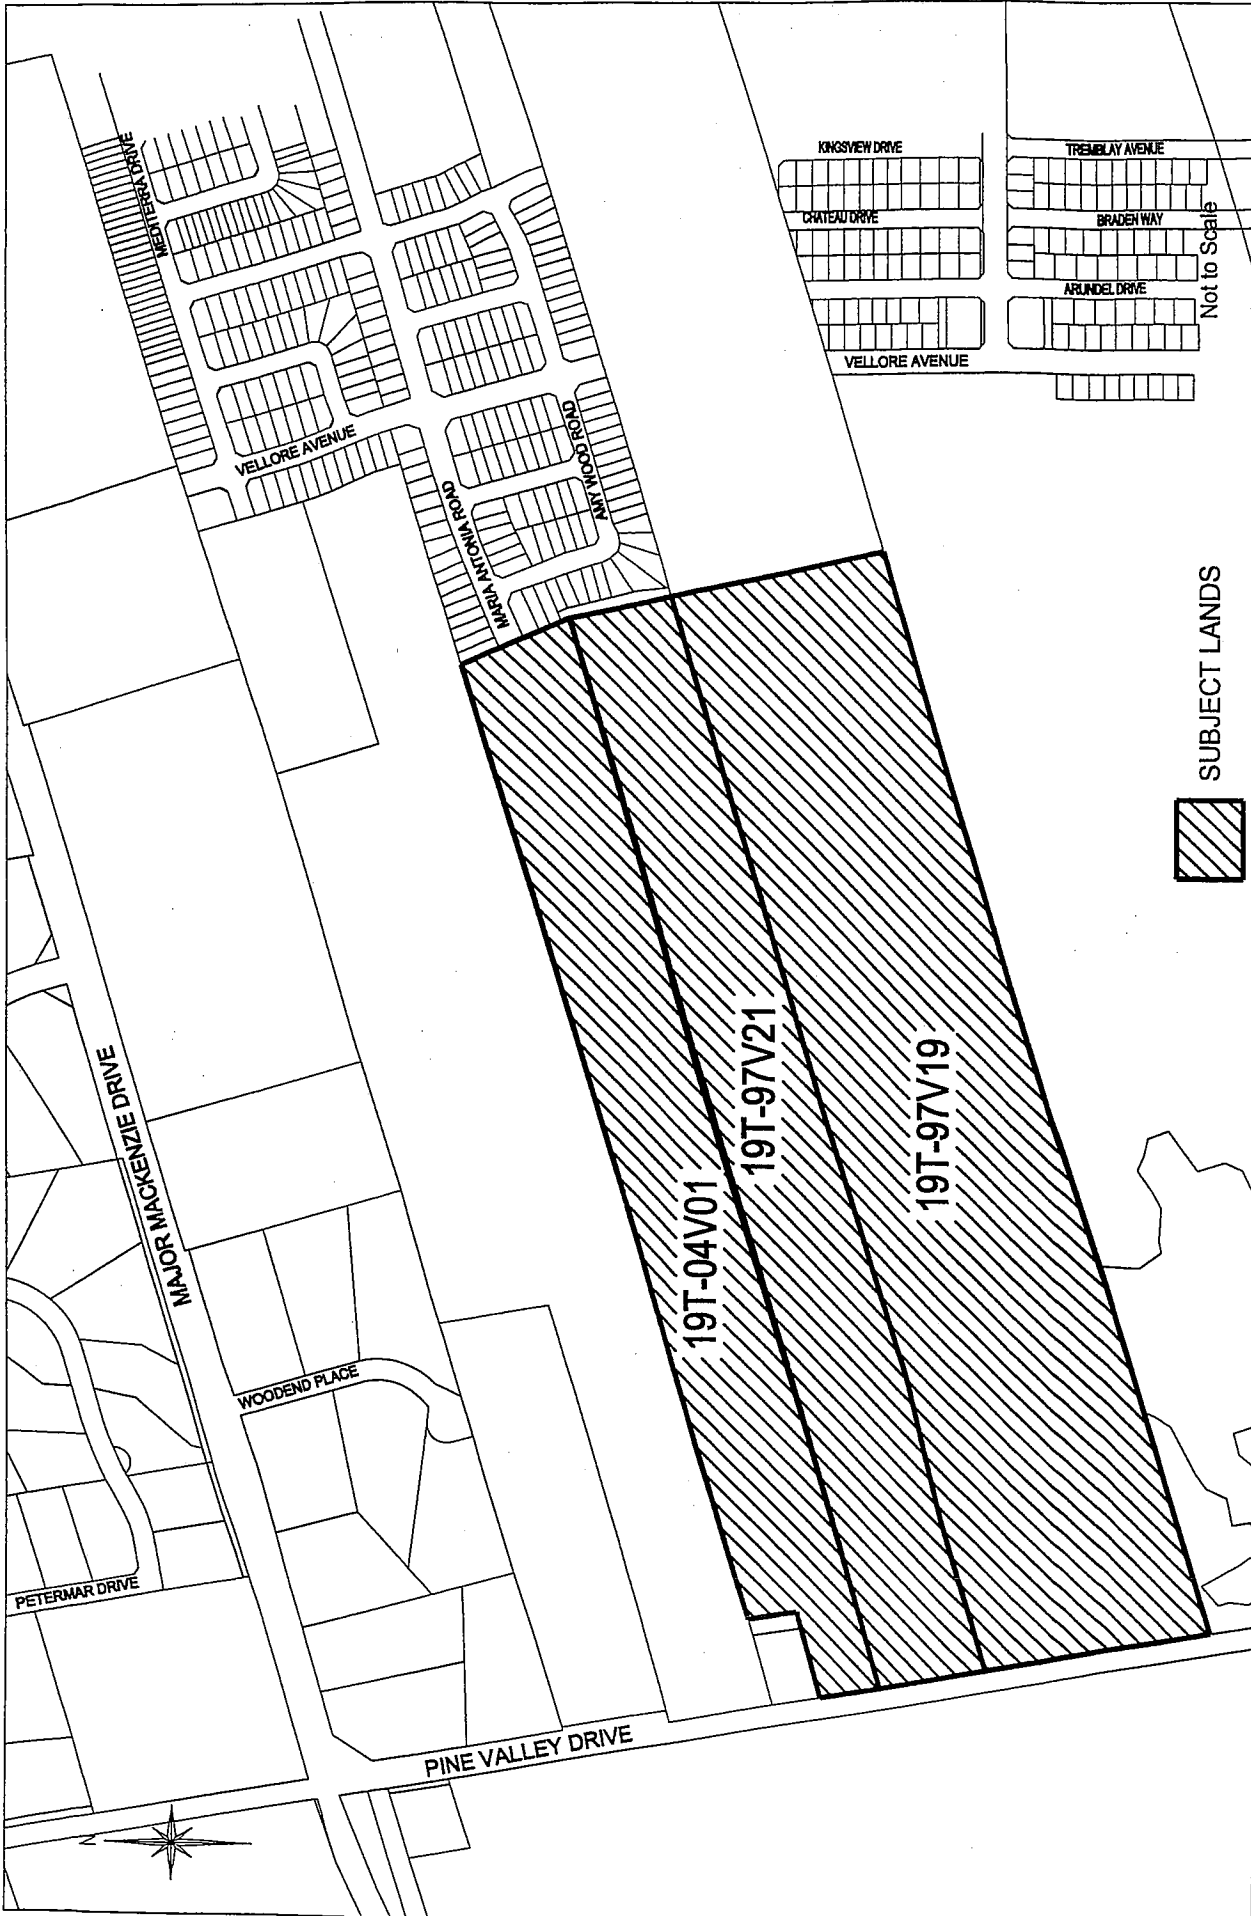 MEDITERRA DRIVE
KINGSVIEW DRIVE
TREMBLAY AVENUE
CHATEAU DRIVE
BRADEN WAY
ARUNDEL DRIVE
Not to Scale
VELLORE AVENUE
VELLORE AVENUE
AMY WOOD ROAD
MARIA ANTONIA ROAD
SUBJECT LANDS
MAJOR MACKENZIE DRIVE
19T-04V01
19T-97V21
19T-97V19
WOODEND PLACE
PETERMAR DRIVE
PINE VALLEY DRIVE
N